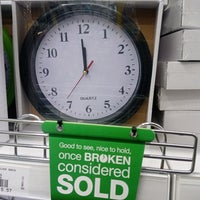 12
1
2
3
4
5
6
7
8
9
10
11
QUARTZ
Good to see, nice to hold,
once BROKEN
considered
SOLD